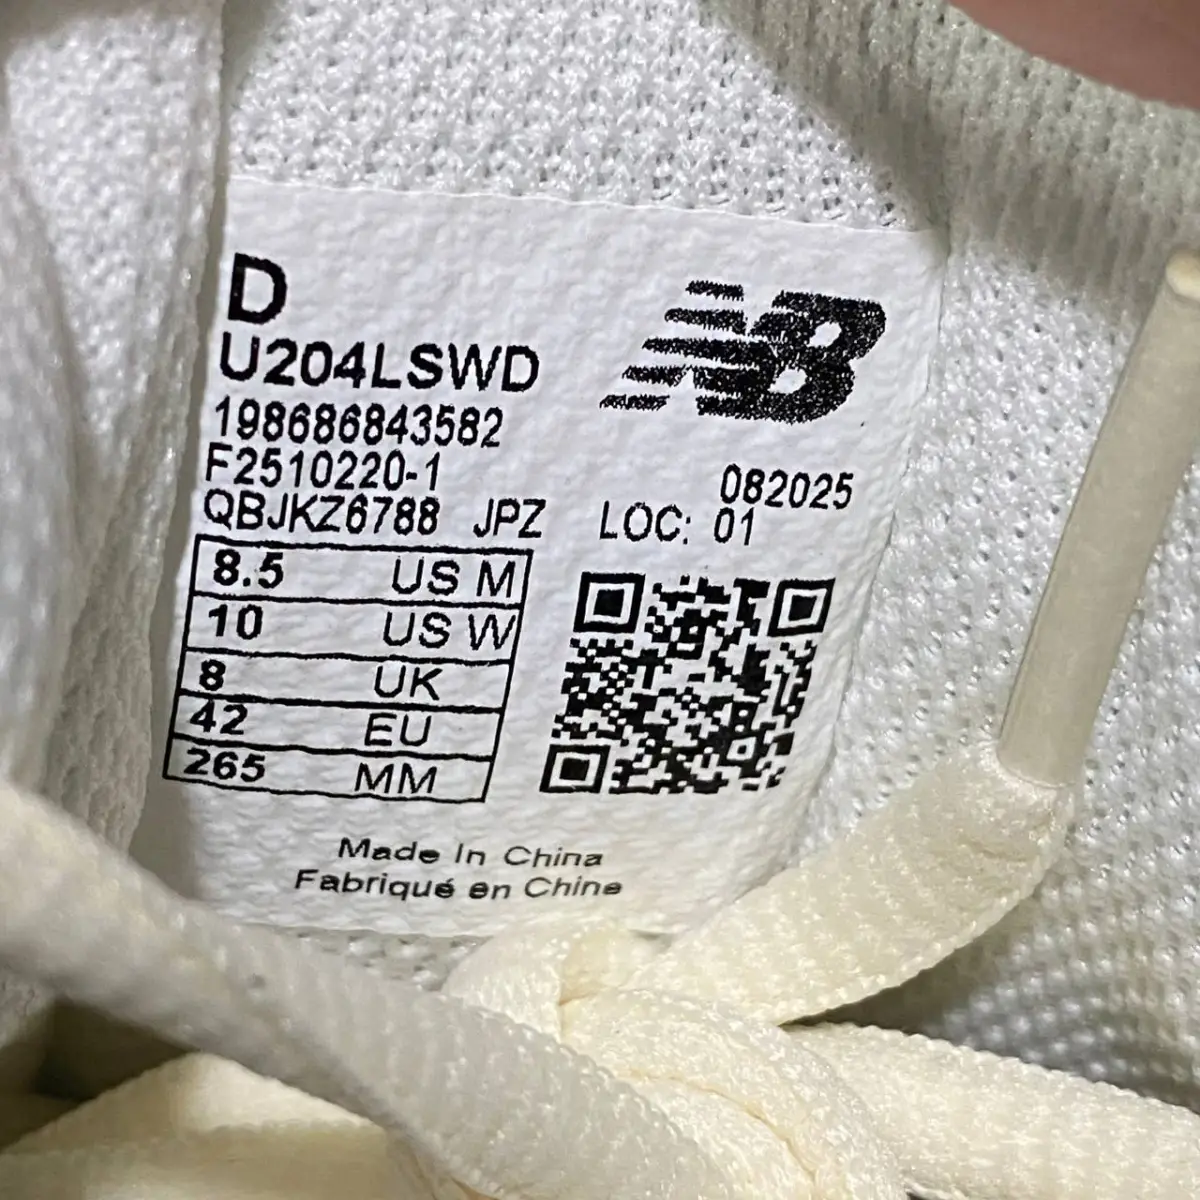 D
NB
U204LSWD
198686843582
F2510220-1
082025
QBJKZ6788 JPZ LOC: 01
8.5 US M
10 US W
8 UK
42 EU
265 MM
Made In China
Fabriqué en Chine